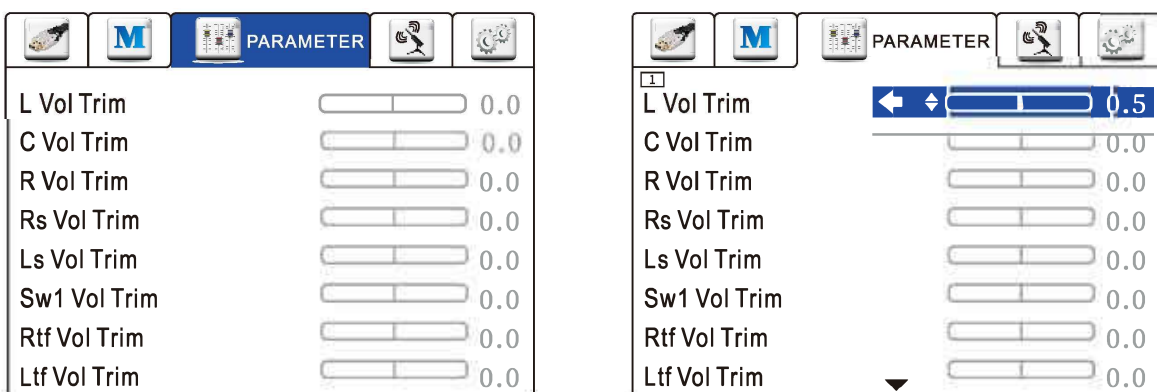 M PARAMETER
L Vol Trim 0.0
C Vol Trim 0.0
R Vol Trim 0.0
Rs Vol Trim 0.0
Ls Vol Trim 0.0
Sw1 Vol Trim 0.0
Rtf Vol Trim 0.0
Ltf Vol Trim 0.0
M PARAMETER
1
L Vol Trim 0.5
C Vol Trim 0.0
R Vol Trim 0.0
Rs Vol Trim 0.0
Ls Vol Trim 0.0
Sw1 Vol Trim 0.0
Rtf Vol Trim 0.0
Ltf Vol Trim 0.0